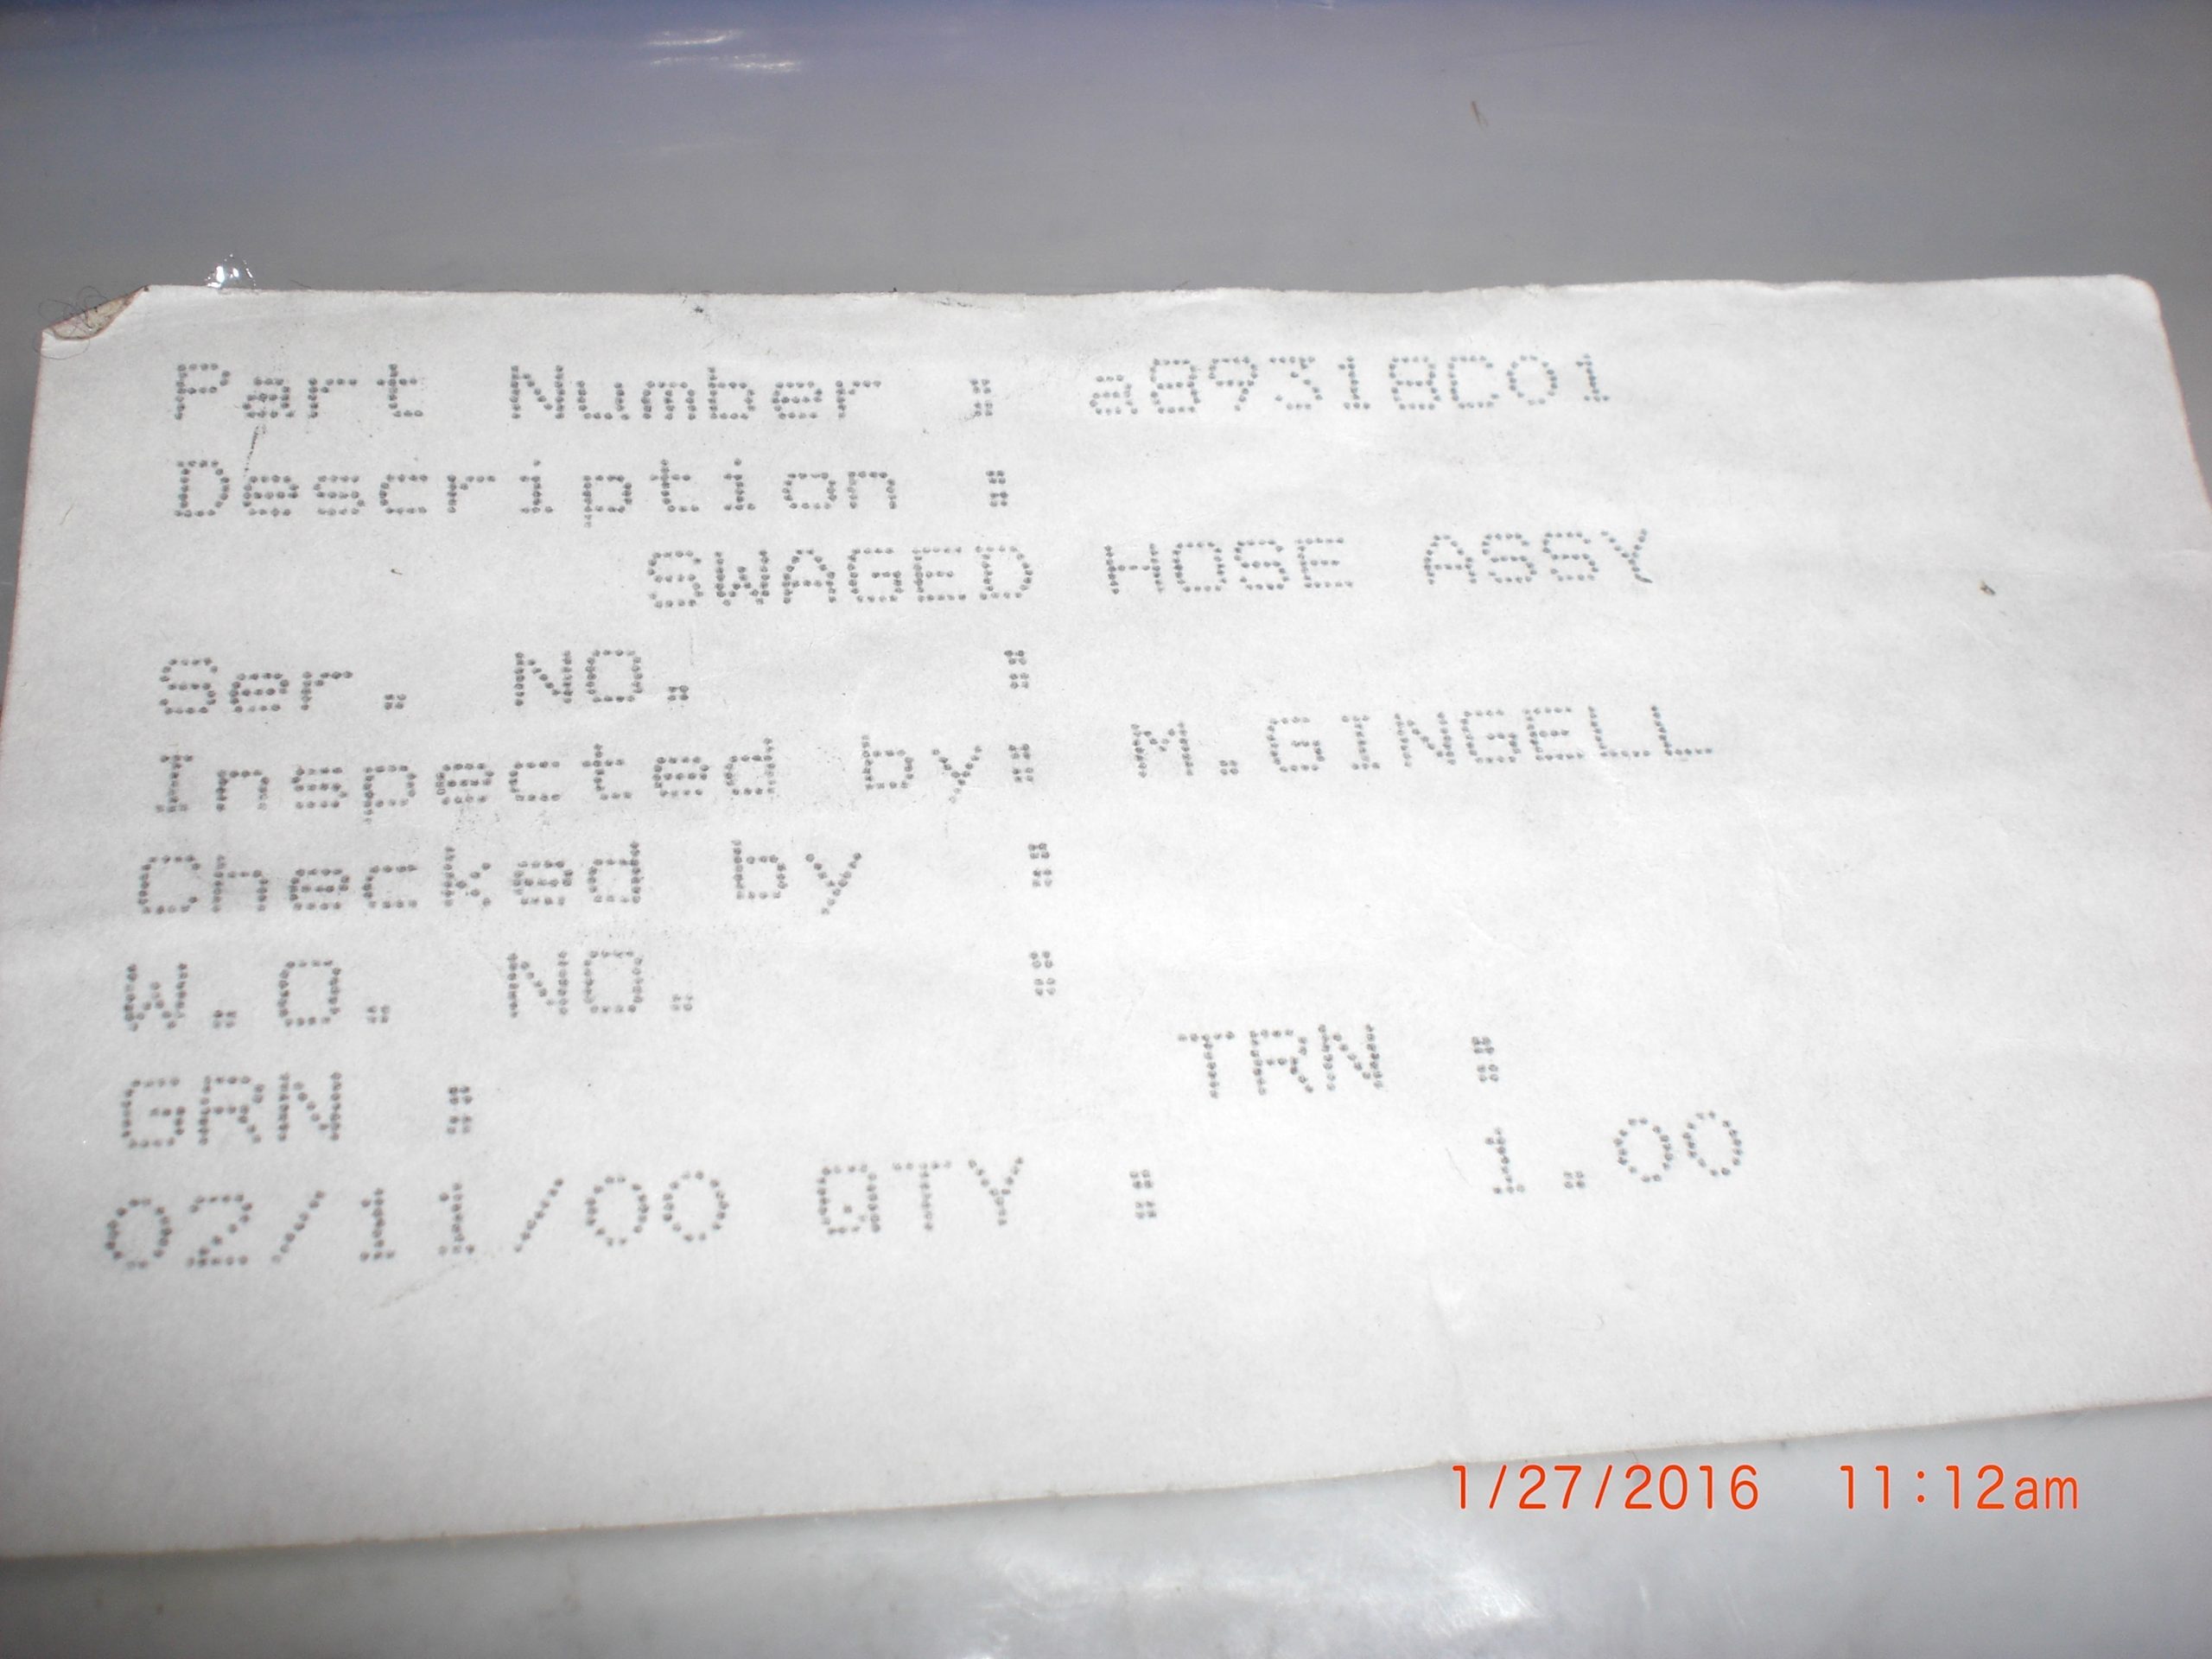 Part Number : a89318C01
Description :
SWAGED HOSE ASSY
Ser. NO. :
Inspected by: M.GINGELL
Checked by :
W.O. NO. :
GRN : TRN :
02/11/00 QTY : 1.00
1/27/2016 11:12am